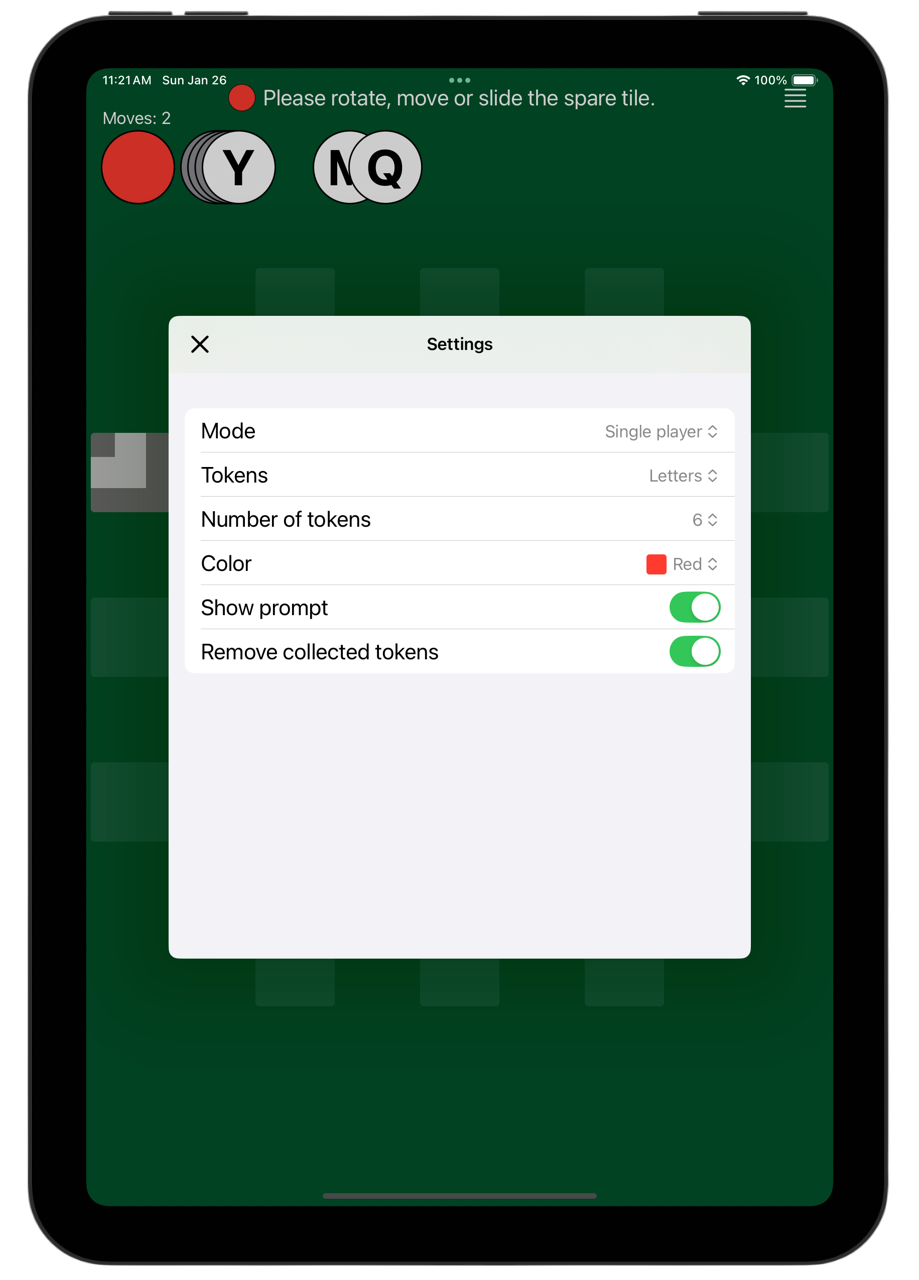 11:21 AM Sun Jan 26 100%
Please rotate, move or slide the spare tile.
Moves: 2
Y Q
Settings
Mode Single player
Tokens Letters
Number of tokens 6
Color Red
Show prompt
Remove collected tokens